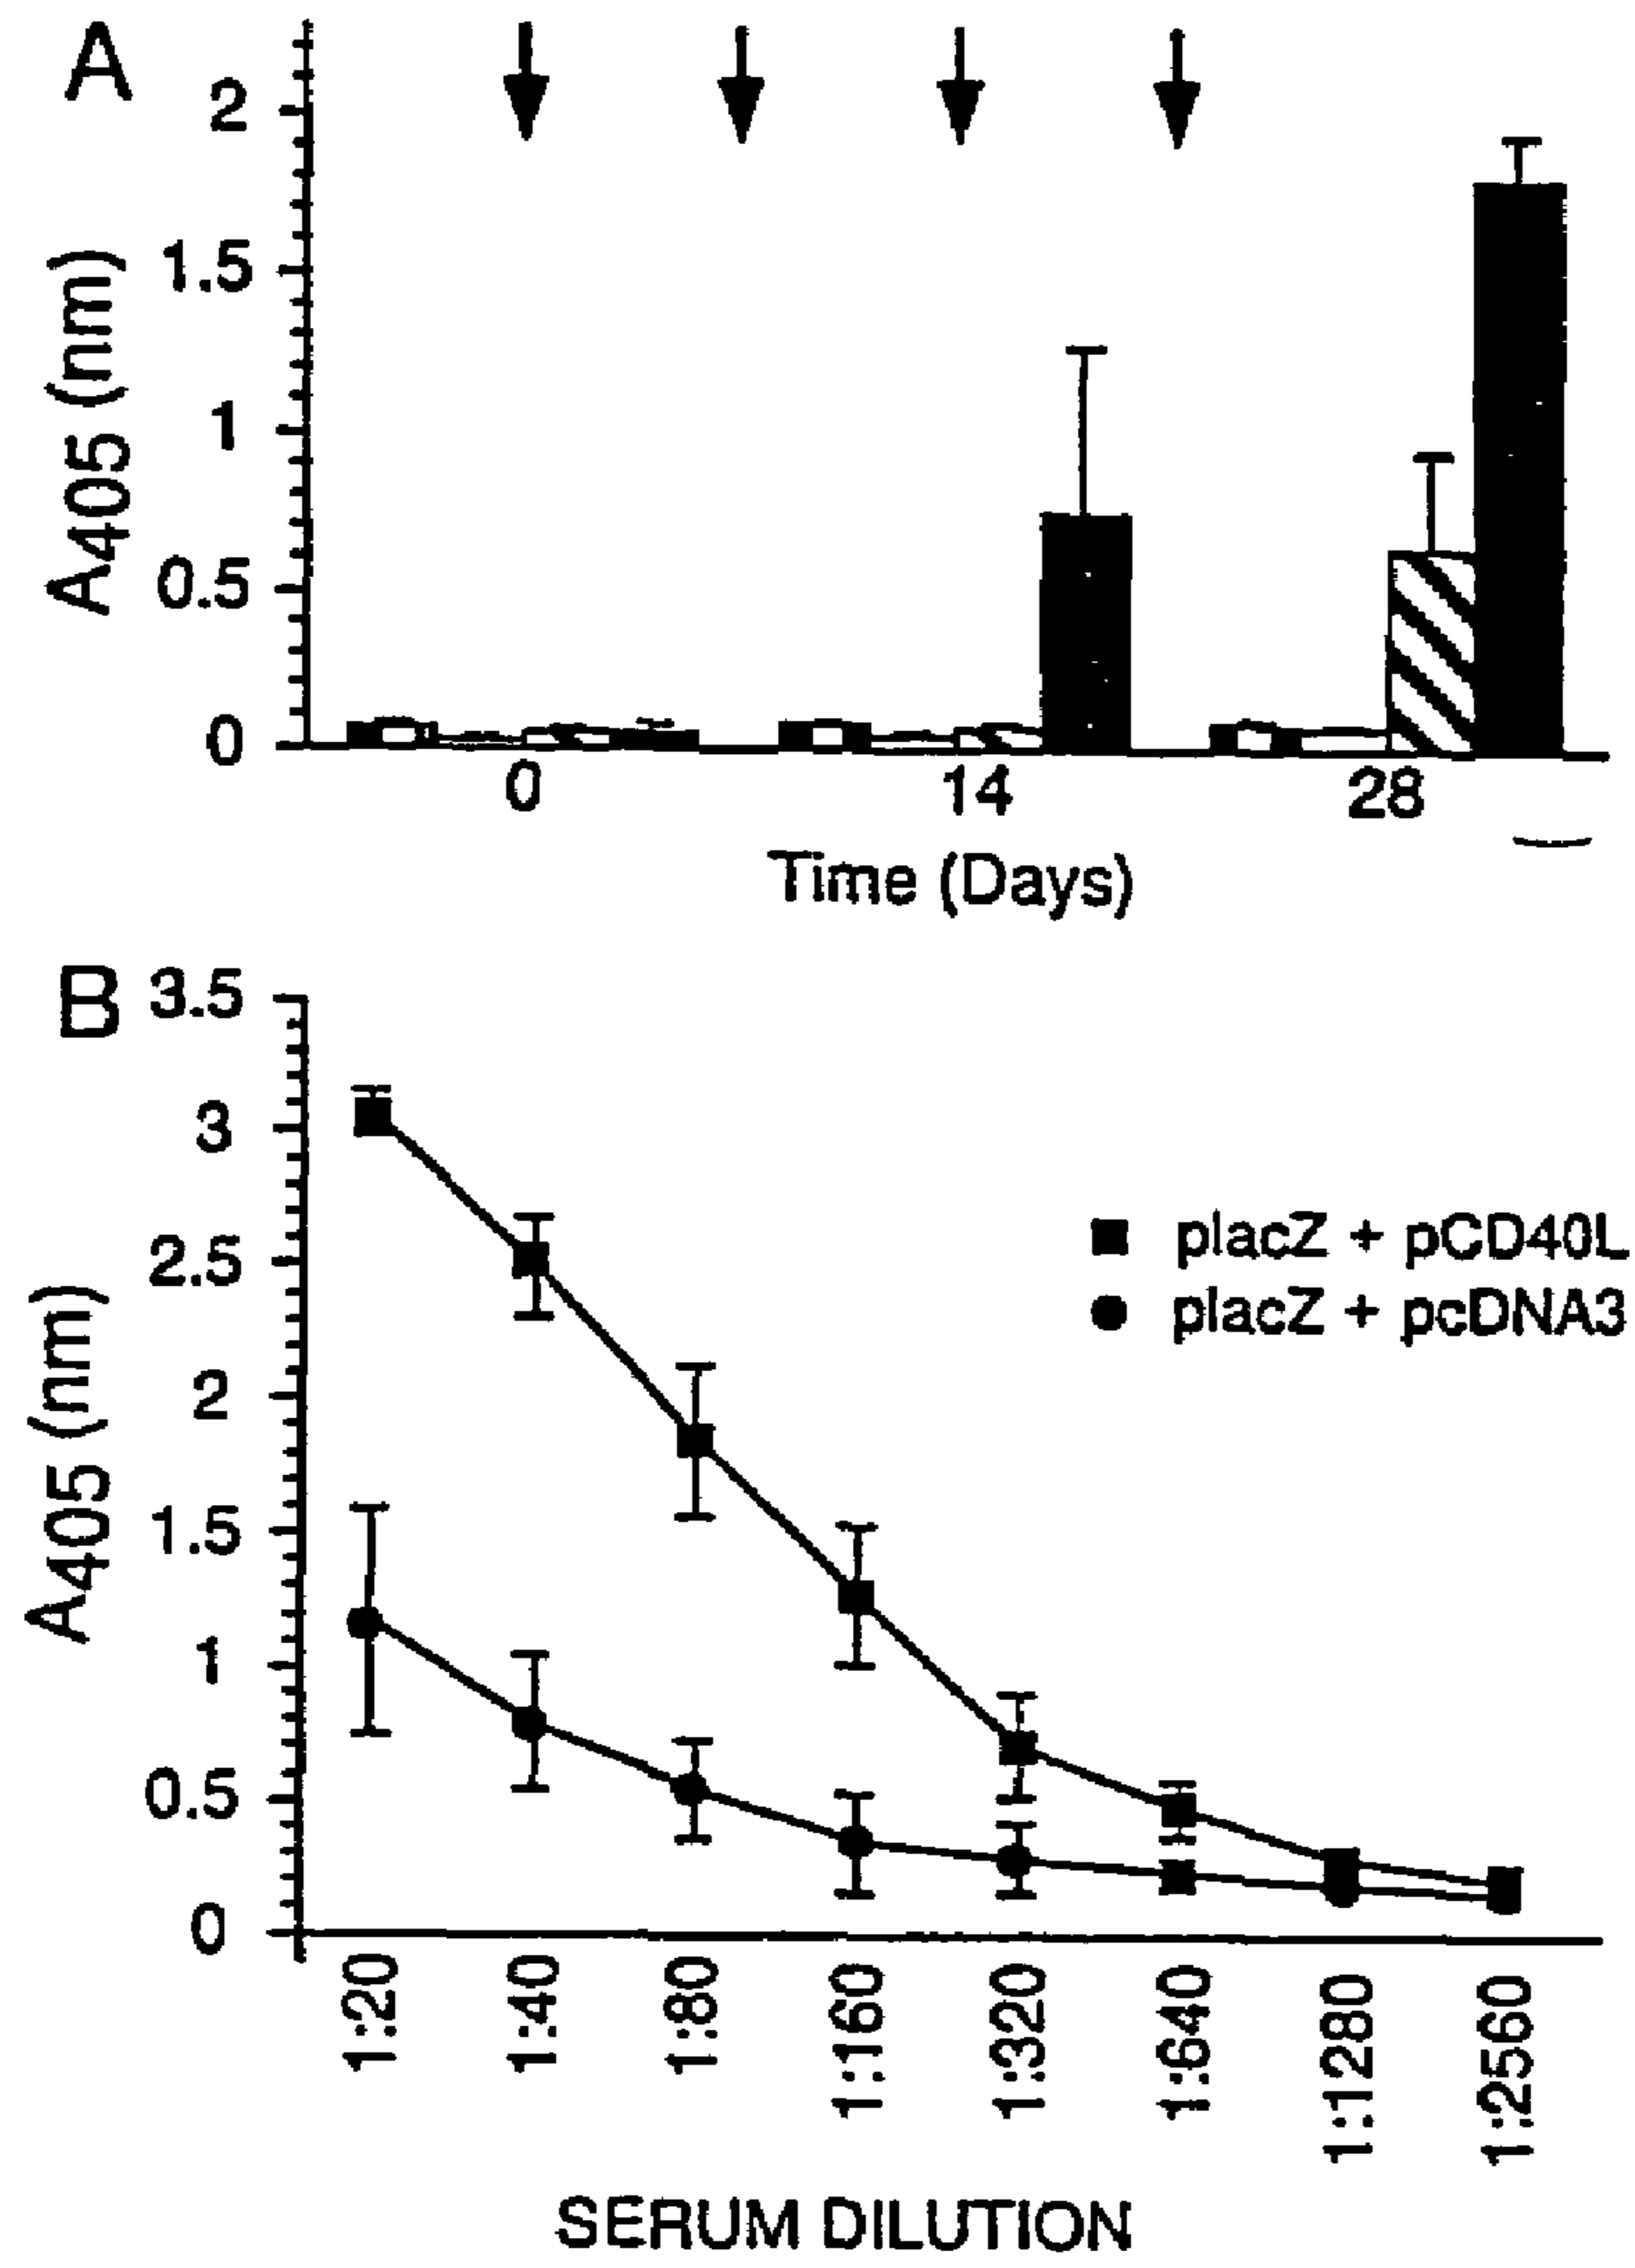 A
2
1.5
1
0.5
0
A405 (nm)
0 14 28
Time (Days)
B
3.5
3
2.5
2
1.5
1
0.5
0
A405 (nm)
placZ + pCD40L
placZ + pcDNA3
1:20 1:40 1:80 1:160 1:320 1:640 1:1280 1:2560
SERUM DILUTION